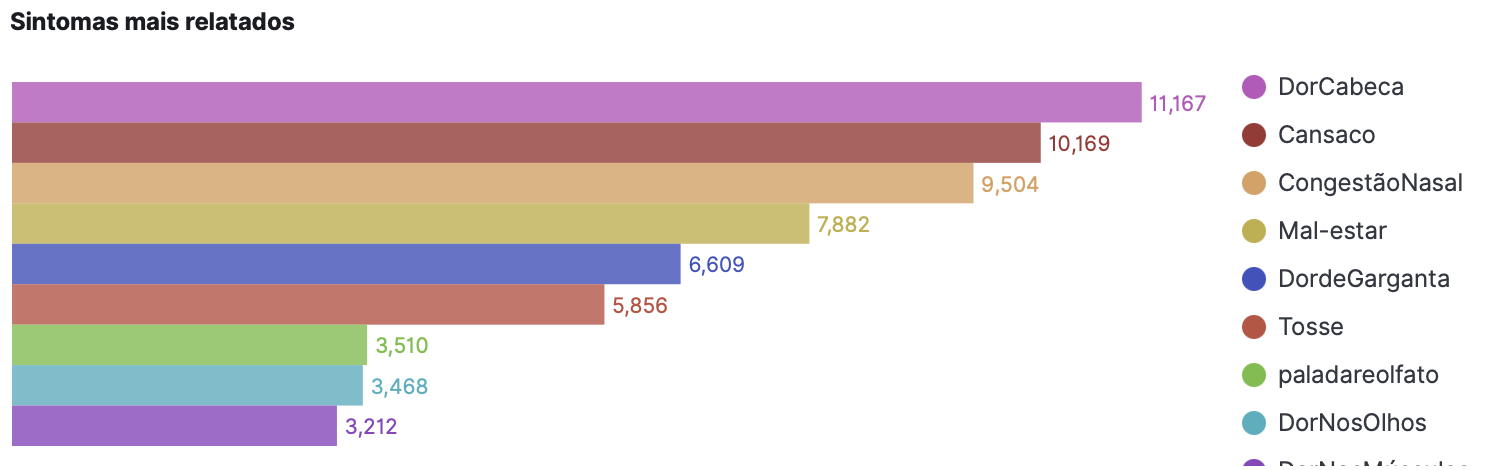 Sintomas mais relatados
11,167
10,169
9,504
7,882
6,609
5,856
3,510
3,468
3,212
DorCabeca
Cansaco
CongestãoNasal
Mal-estar
DordeGarganta
Tosse
paladareolfato
DorNosOlhos